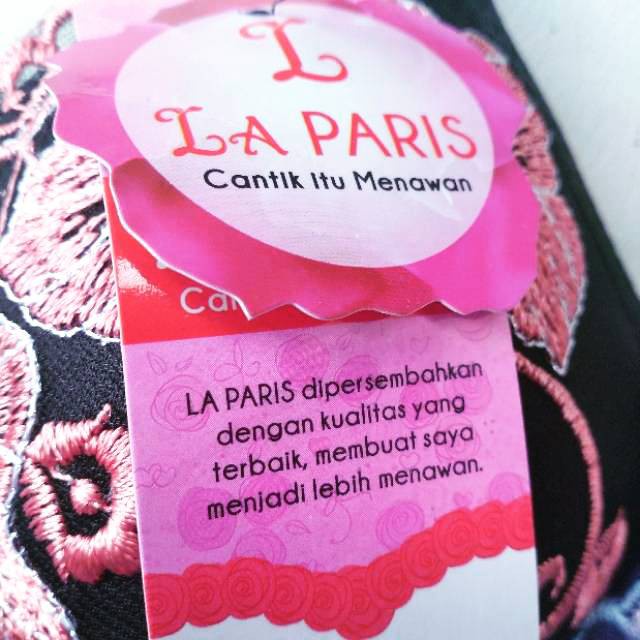 L
LA PARIS
Cantik Itu Menawan
LA PARIS dipersembahkan
dengan kualitas yang
terbaik, membuat saya
menjadi lebih menawan.